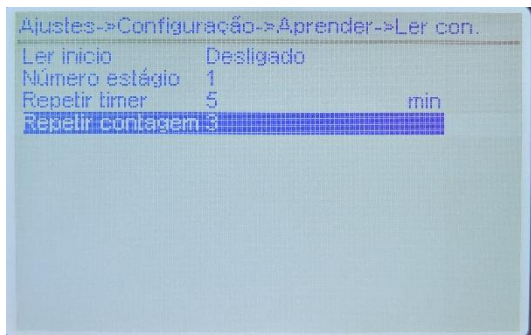 Ajustes->Configuração->Aprender->Ler con.
Ler inicio Desligado
Número estágio 1
Repetir timer 5 min
Repetir contagem 3